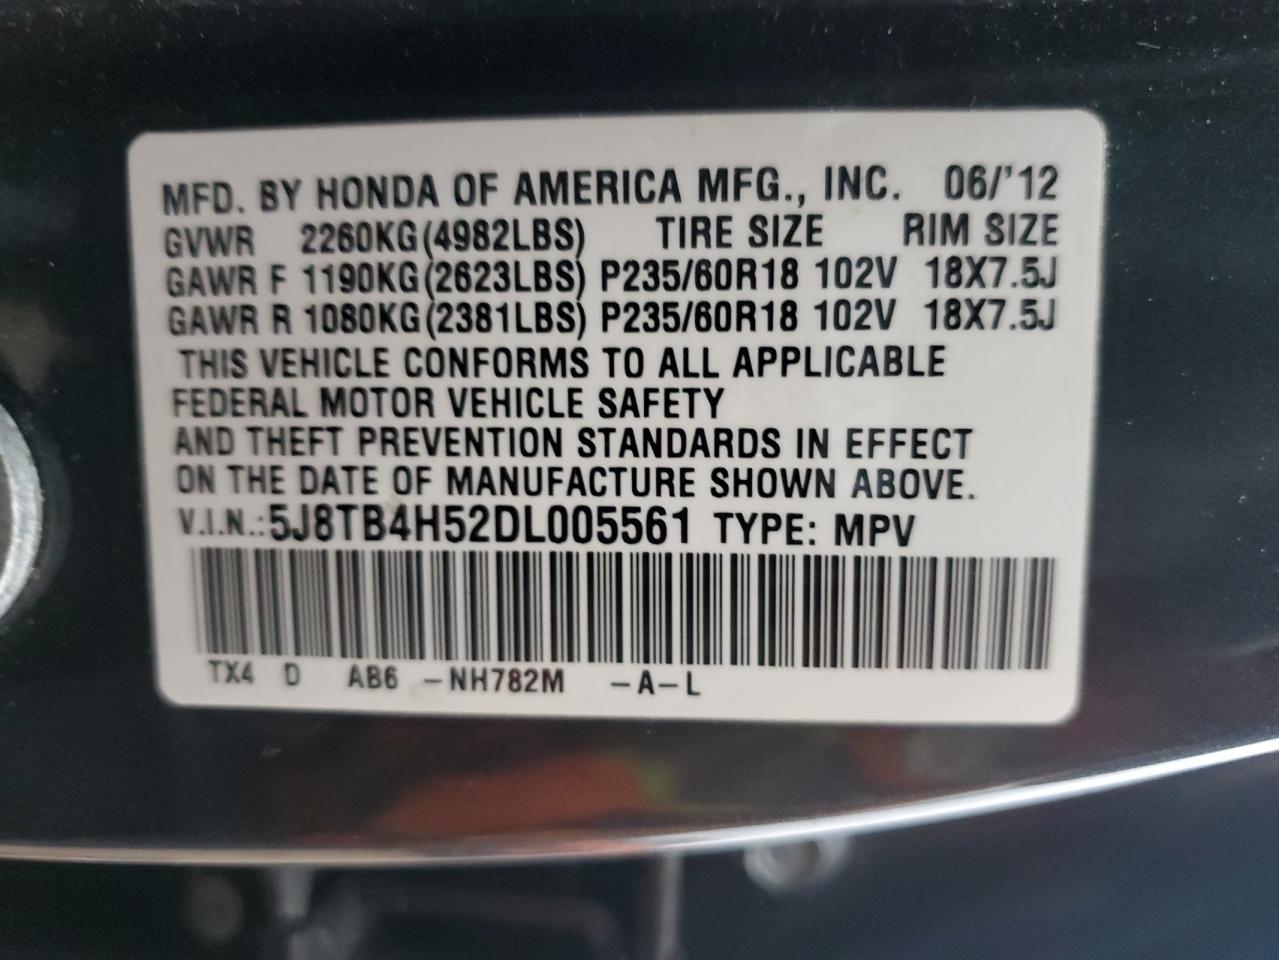 MFD. BY HONDA OF AMERICA MFG., INC. 06/'12
GVWR 2260KG(4982LBS) TIRE SIZE RIM SIZE
GAWR F 1190KG(2623LBS) P235/60R18 102V 18X7.5J
GAWR R 1080KG(2381LBS) P235/60R18 102V 18X7.5J
THIS VEHICLE CONFORMS TO ALL APPLICABLE
FEDERAL MOTOR VEHICLE SAFETY
AND THEFT PREVENTION STANDARDS IN EFFECT
ON THE DATE OF MANUFACTURE SHOWN ABOVE.
V.I.N.:5J8TB4H52DL005561 TYPE: MPV
TX4 D AB6 -NH782M -A-L